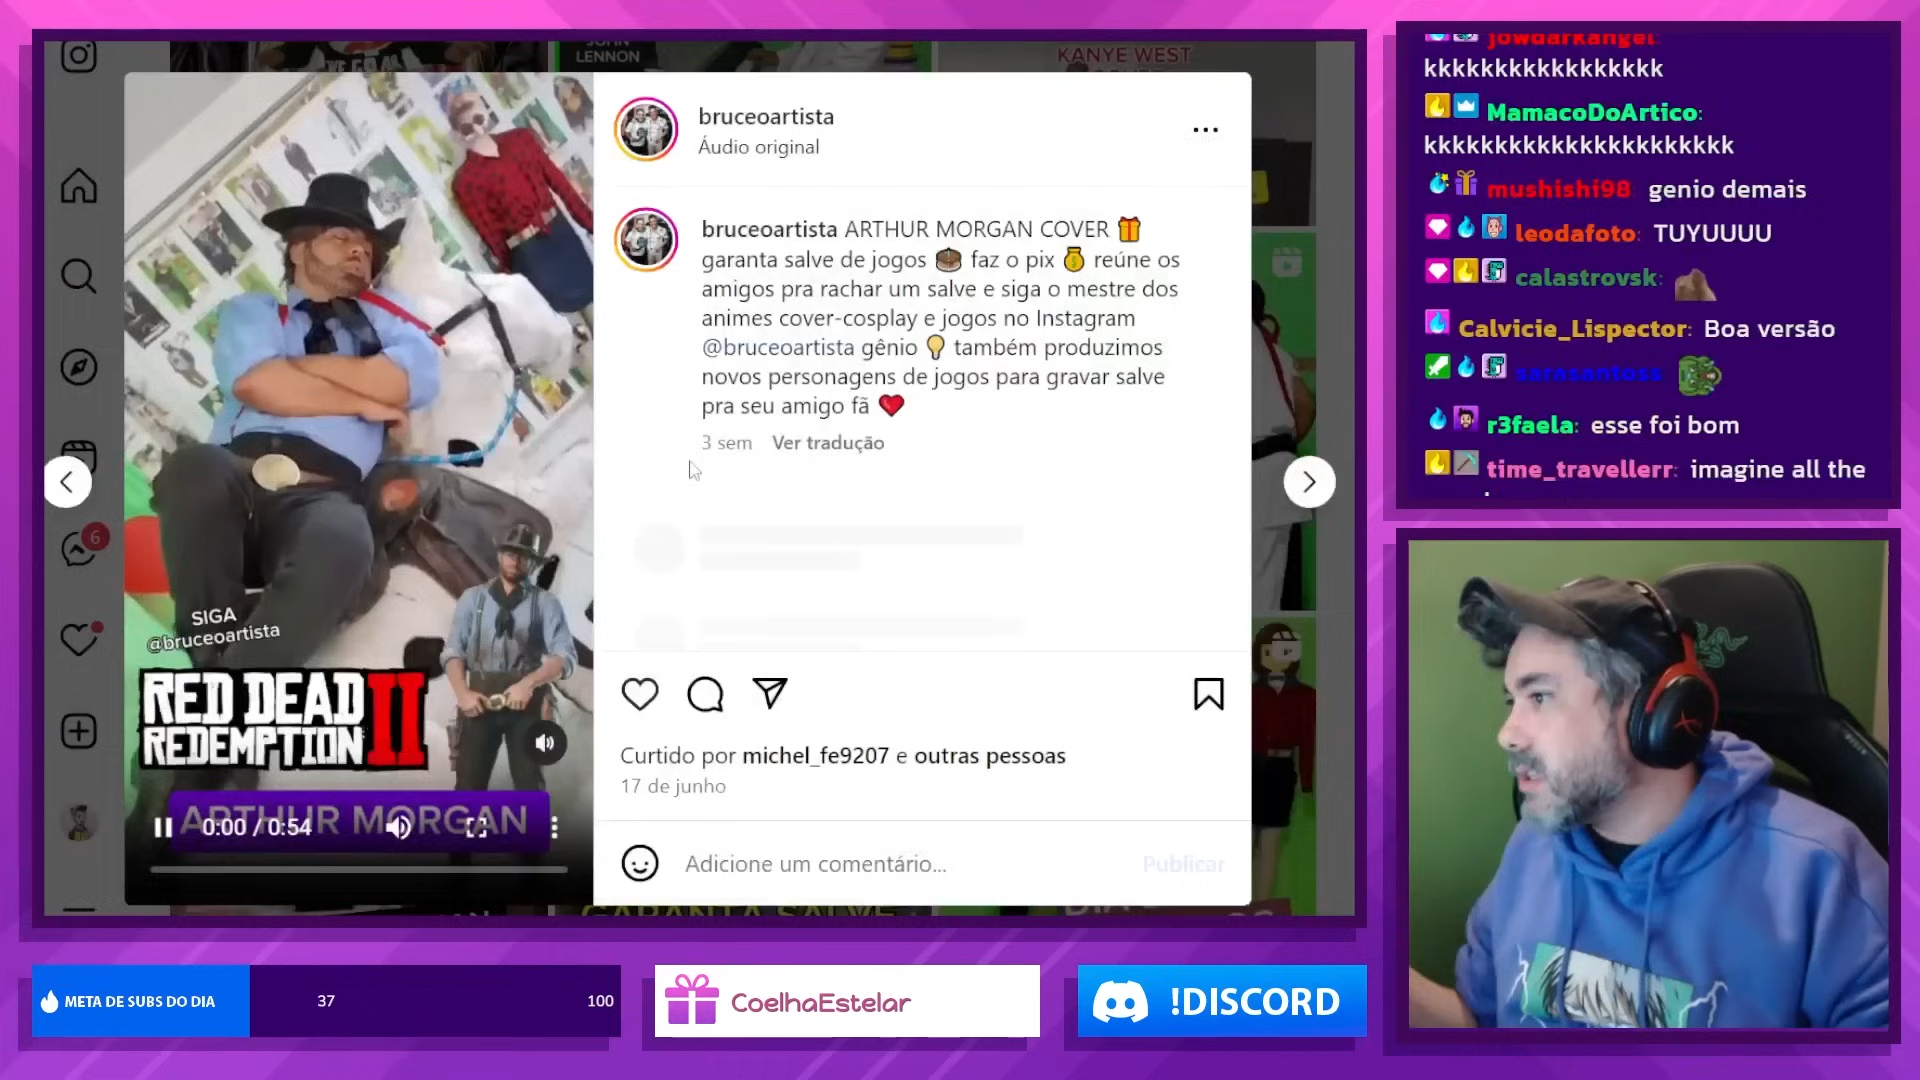 JOHN
LENNON
KANYE WEST
bruceoartista
Áudio original
bruceoartista ARTHUR MORGAN COVER 🎁
garanta salve de jogos 🎂 faz o pix 💰 reúne os
amigos pra rachar um salve e siga o mestre dos
animes cover-cosplay e jogos no Instagram
@bruceoartista gênio 💡 também produzimos
novos personagens de jogos para gravar salve
pra seu amigo fã ❤️
3 sem Ver tradução
6
SIGA
@bruceoartista
RED DEAD
REDEMPTION II
ARTHUR MORGAN
0:00 / 0:54
Curtido por michel_fe9207 e outras pessoas
17 de junho
Adicione um comentário...
Publicar
GARANTA SALVE
jowdarkangel:
kkkkkkkkkkkkkkkkk
MamacoDoArtico:
kkkkkkkkkkkkkkkkkkkkkk
mushishi98 genio demais
leodafoto: TUYUUUU
calastrovsk:
Calvicie_Lispector: Boa versão
sarasantoss
r3faela: esse foi bom
time_travellerr: imagine all the
META DE SUBS DO DIA
37
100
CoelhaEstelar
!DISCORD